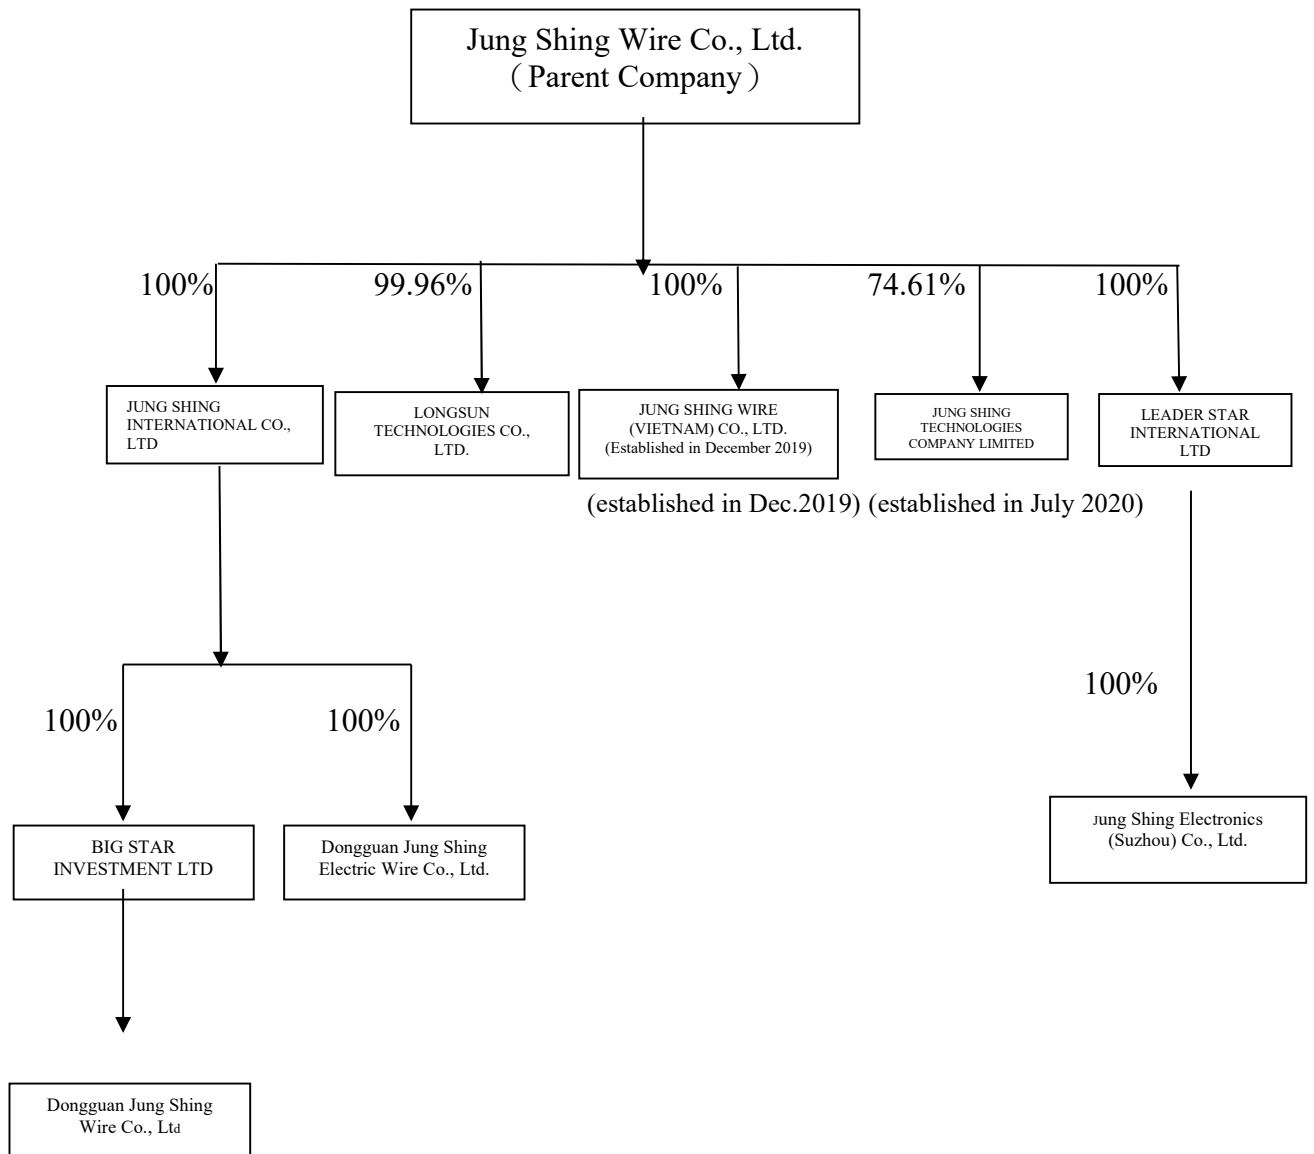 Jung Shing Wire Co., Ltd.
（Parent Company）
100%
99.96%
100%
74.61%
100%
JUNG SHING
INTERNATIONAL CO.,
LTD
LONGSUN
TECHNOLOGIES CO.,
LTD.
JUNG SHING WIRE
(VIETNAM) CO., LTD.
(Established in December 2019)
JUNG SHING
TECHNOLOGIES
COMPANY LIMITED
LEADER STAR
INTERNATIONAL
LTD
(established in Dec.2019) (established in July 2020)
100%
100%
100%
BIG STAR
INVESTMENT LTD
Dongguan Jung Shing
Electric Wire Co., Ltd.
Jung Shing Electronics
(Suzhou) Co., Ltd.
Dongguan Jung Shing
Wire Co., Ltd